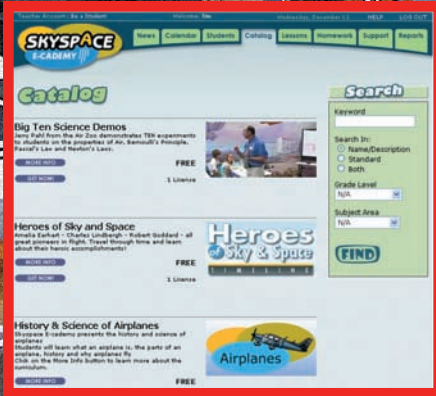 Teacher Account | Be a Student Welcome, Wednesday, December 12 HELP LOG OUT
SKYSPACE
E-CADEMY
News Calendar Students Catalog Lessons Homework Support Reports
Catalog
Search
Keyword
Search In:
Name/Description
Standard
Both
Grade Level
N/A
Subject Area
N/A
FIND
Big Ten Science Demos
Jerry Pahl from the Air Zoo demonstrates TEN experiments
to students on the properties of Air, Bernoulli's Principle,
Pascal's Law and Newton's Laws.
MORE INFO FREE
GET NOW! 1 License
Heroes of Sky and Space
Amelia Earhart - Charles Lindbergh - Robert Goddard - all
great pioneers in flight. Travel through time and learn
about their heroic accomplishments!
MORE INFO FREE
GET NOW! 1 License
Heroes
of Sky & Space
TIMELINE
History & Science of Airplanes
Skyspace E-cademy presents the history and science of
airplanes
Students will learn what an airplane is, the parts of an
airplane, history and why airplanes fly
Click on the More Info button to learn more about the
curriculum.
MORE INFO FREE
Airplanes